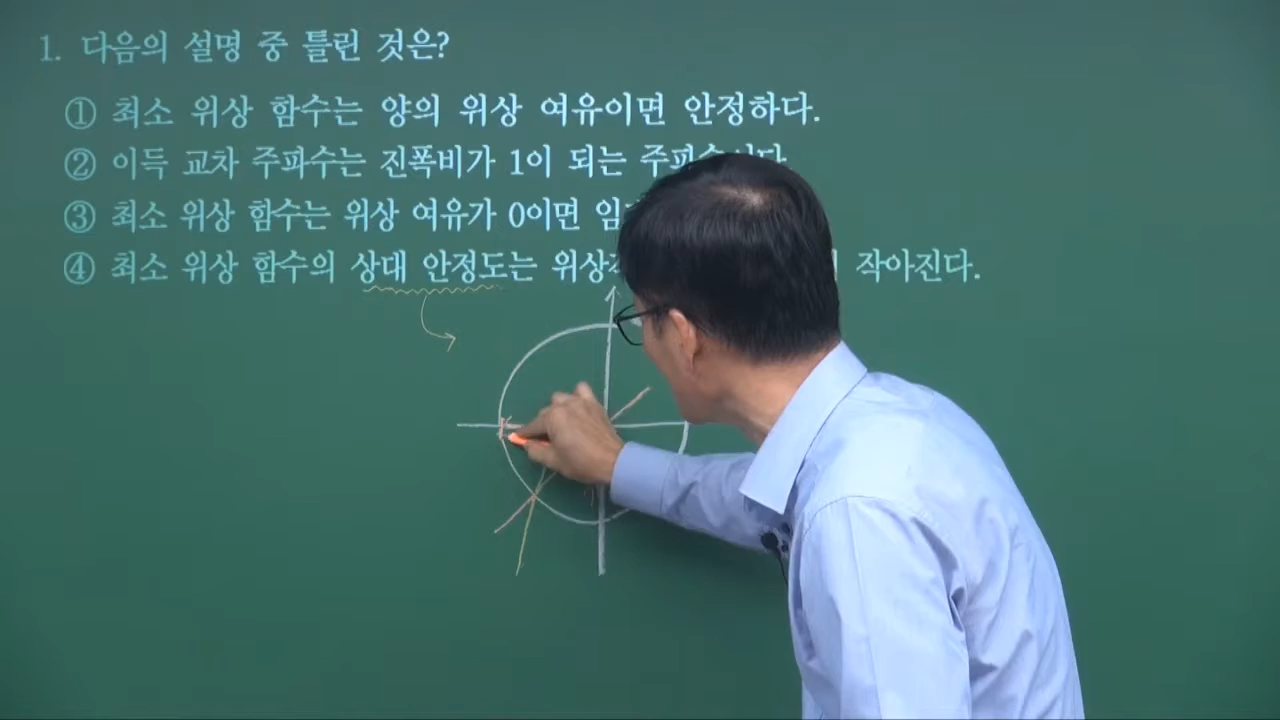 1. 다음의 설명 중 틀린 것은?
① 최소 위상 함수는 양의 위상 여유이면 안정하다.
② 이득 교차 주파수는 진폭비가 1이 되는
③ 최소 위상 함수는 위상 여유가 0이면
④ 최소 위상 함수의 상대 안정도는 작아진다.